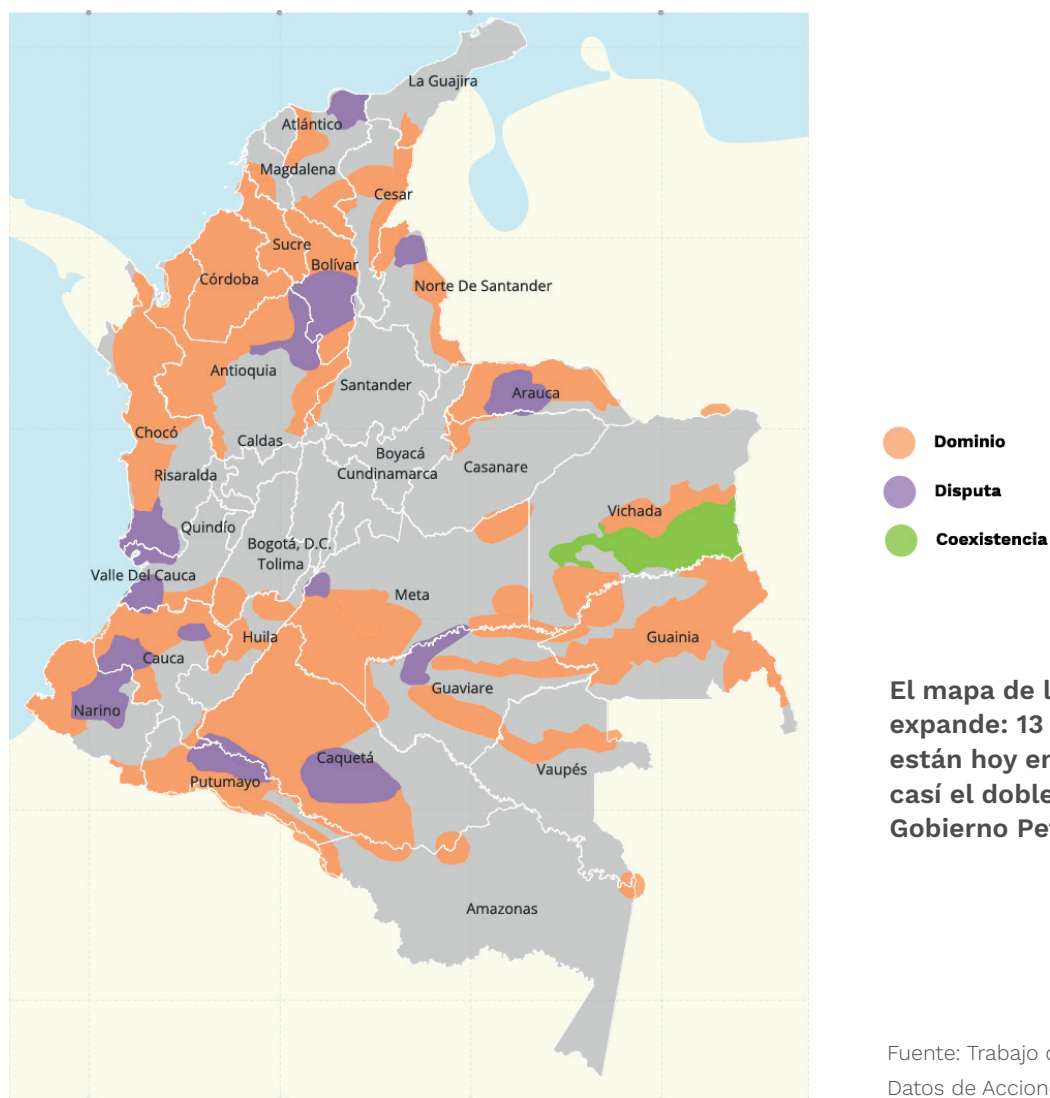 La Guajira
Atlántico
Magdalena
Cesar
Sucre
Bolívar
Córdoba
Norte De Santander
Antioquia
Santander
Arauca
Chocó
Caldas
Boyacá
Cundinamarca
Casanare
Risaralda
Vichada
Quindío
Bogotá, D.C.
Tolima
Valle Del Cauca
Meta
Huila
Guainia
Cauca
Guaviare
Narino
Caquetá
Putumayo
Vaupés
Amazonas
Dominio
Disputa
Coexistencia
El mapa de l
expande: 13
están hoy en
casí el doble
Gobierno Pe
Fuente: Trabajo
Datos de Accion